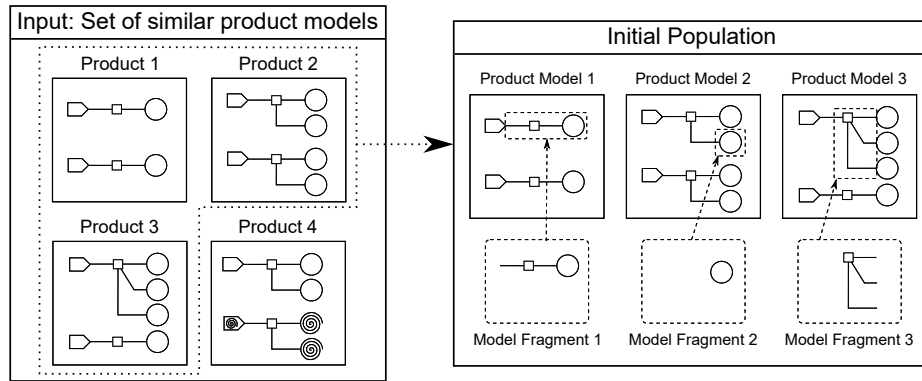 Input: Set of similar product models
Product 1
Product 2
Product 3
Product 4
Initial Population
Product Model 1
Product Model 2
Product Model 3
Model Fragment 1
Model Fragment 2
Model Fragment 3